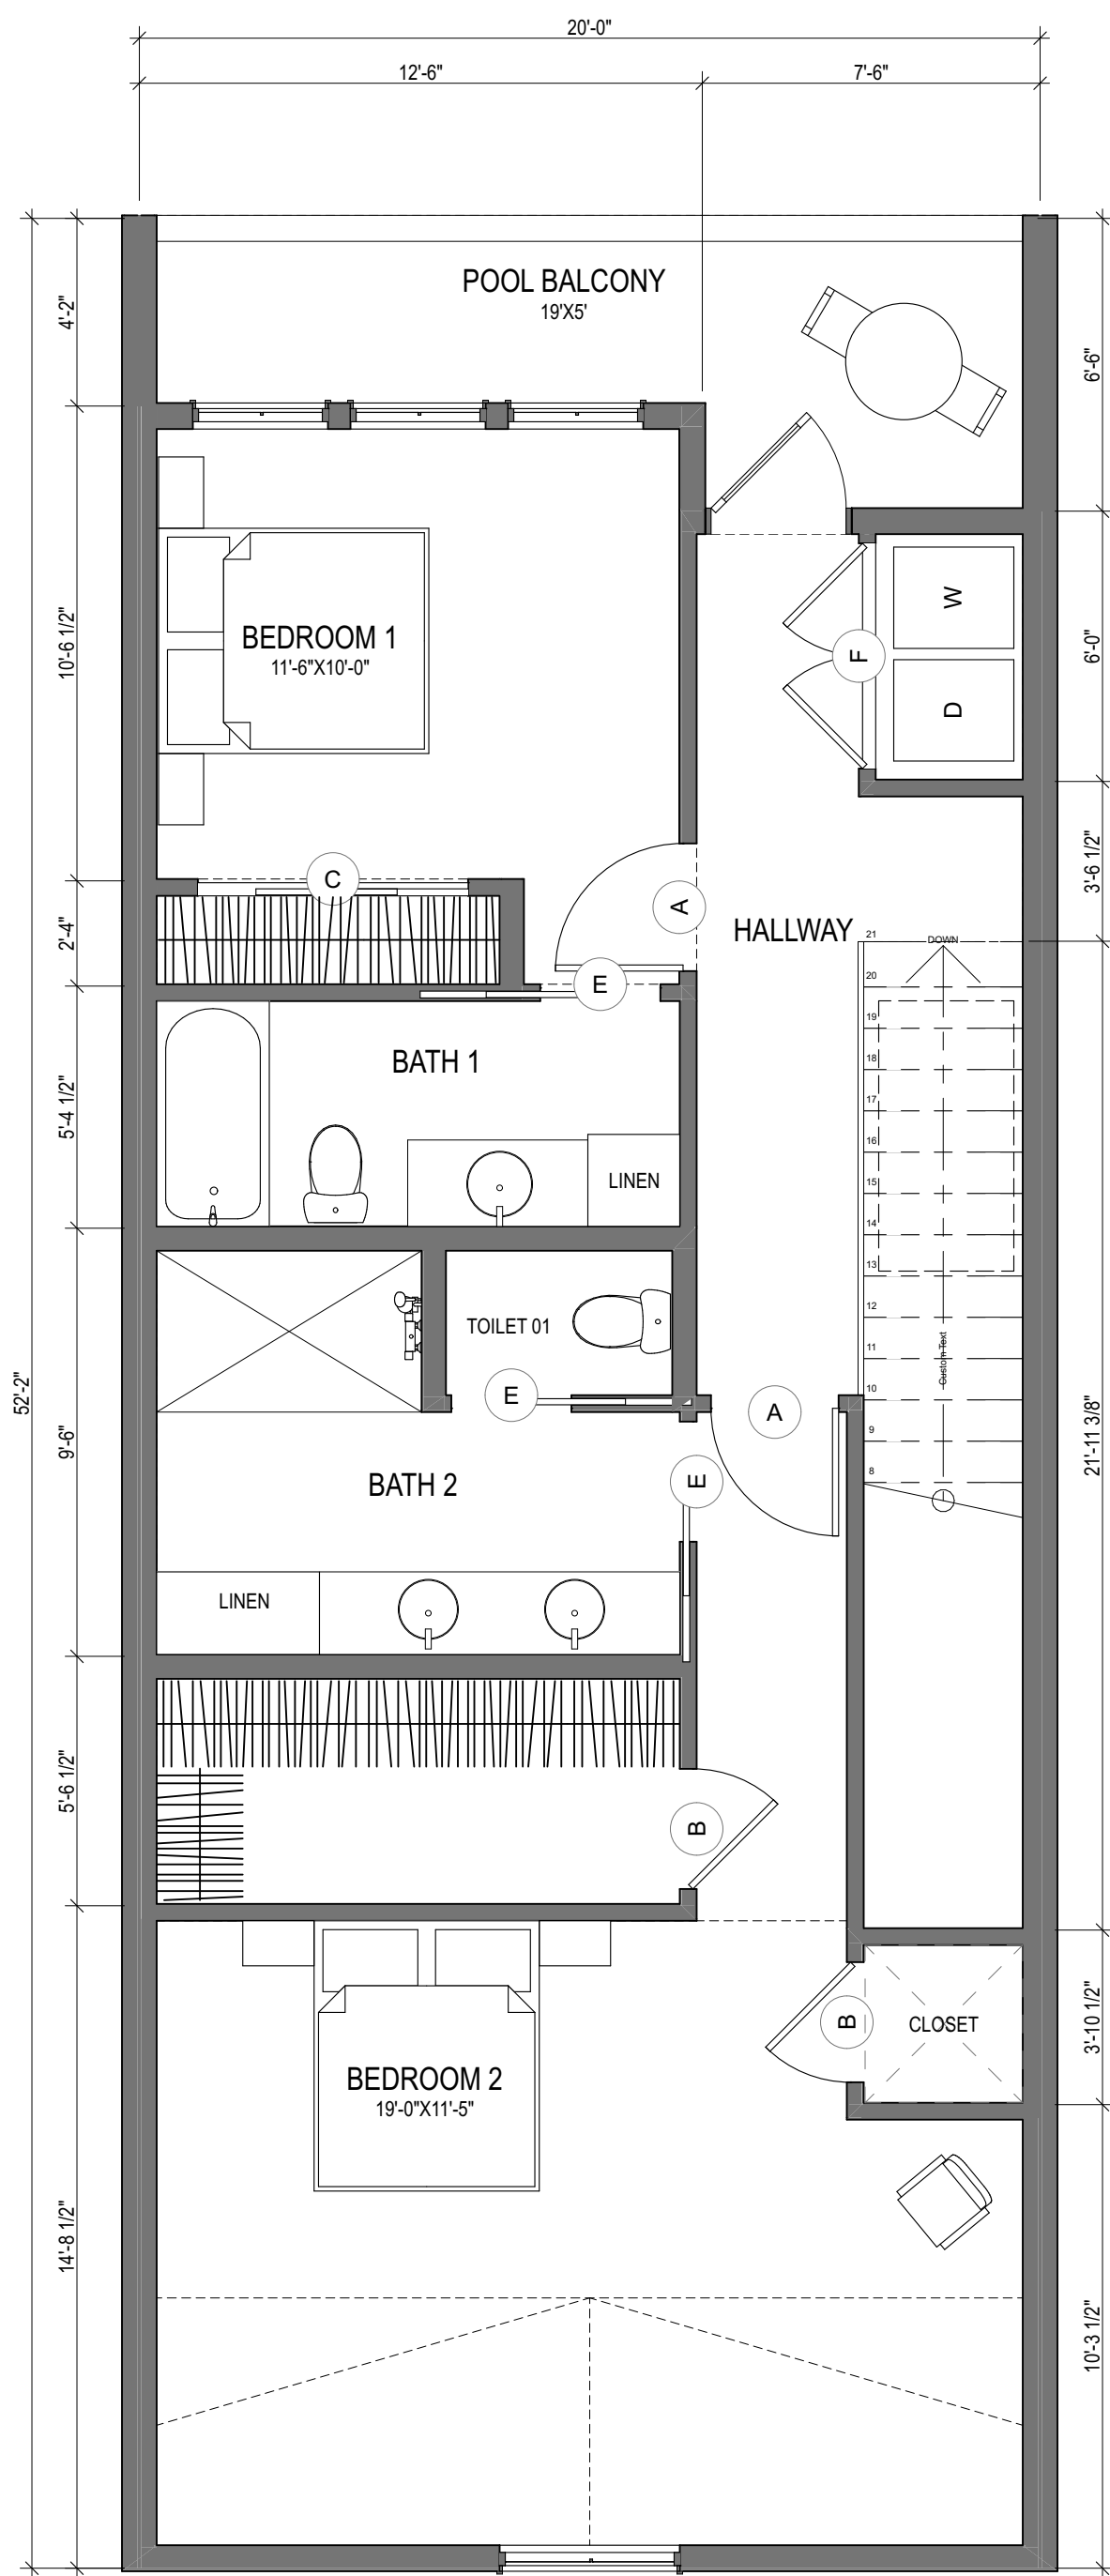 20'-0"
12'-6"
7'-6"
POOL BALCONY
19'X5'
4'-2"
6'-6"
BEDROOM 1
11'-6"X10'-0"
10'-6 1/2"
W
F
D
6'-0"
C
A
HALLWAY
3'-6 1/2"
2'-4"
E
21
DOWN
20
19
18
17
16
15
14
13
12
11
10
9
8
Custom Text
BATH 1
LINEN
5'-4 1/2"
TOILET 01
E
A
E
52'-2"
9'-6"
21'-11 3/8"
BATH 2
LINEN
5'-6 1/2"
B
B
CLOSET
3'-10 1/2"
BEDROOM 2
19'-0"X11'-5"
14'-8 1/2"
10'-3 1/2"